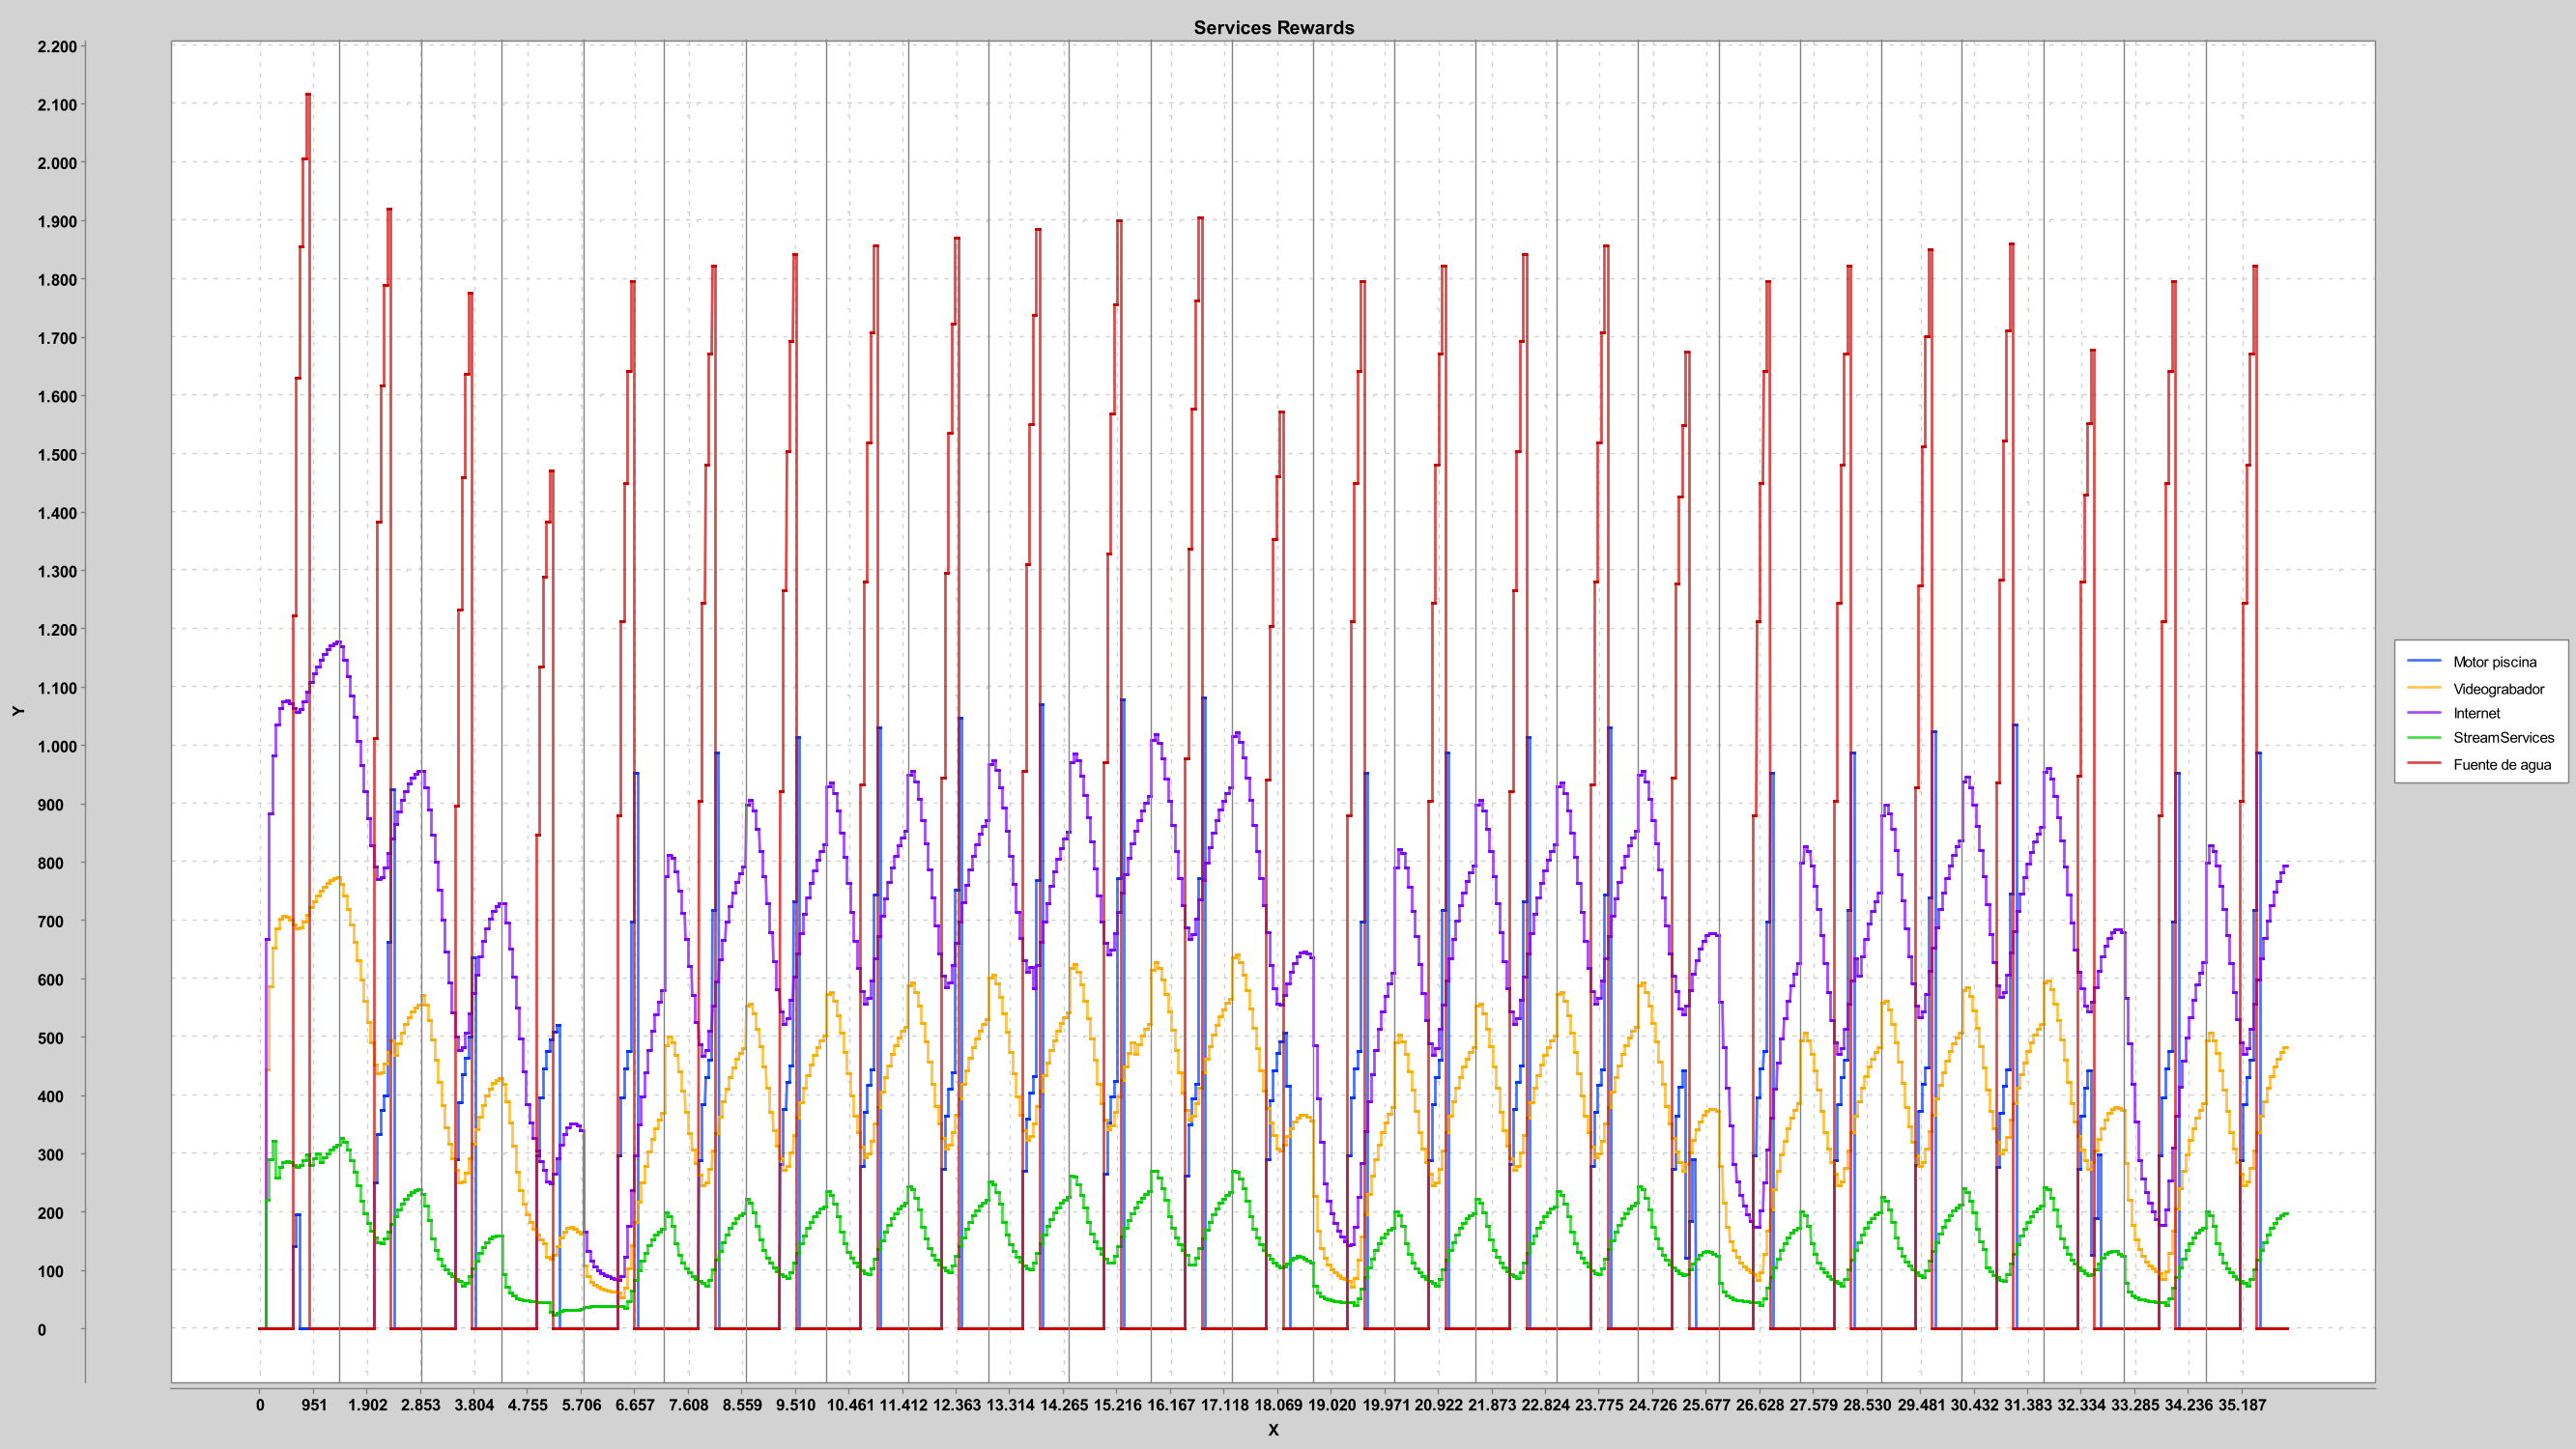 Services Rewards
2.200
2.100
2.000
1.900
1.800
1.700
1.600
1.500
1.400
1.300
1.200
1.100
1.000
900
800
700
600
500
400
300
200
100
0
Y
Motor piscina
Videograbador
Internet
StreamServices
Fuente de agua
0 951 1.902 2.853 3.804 4.755 5.706 6.657 7.608 8.559 9.510 10.461 11.412 12.363 13.314 14.265 15.216 16.167 17.118 18.069 19.020 19.971 20.922 21.873 22.824 23.775 24.726 25.677 26.628 27.579 28.530 29.481 30.432 31.383 32.334 33.285 34.236 35.187
X